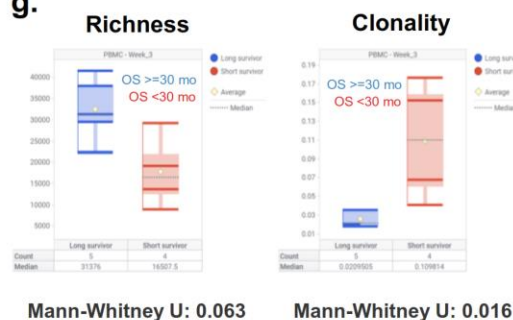 g.
Richness
Clonality
PBMC - Week_3
PBMC - Week_3
Long survivor
Short survivor
Average
Median
Long survivor
Short survivor
Average
Median
OS >=30 mo
OS <30 mo
OS >=30 mo
OS <30 mo
40000
35000
30000
25000
20000
15000
10000
5000
0.19
0.17
0.15
0.13
0.11
0.09
0.07
0.05
0.03
0.01
Long survivor Short survivor
Count 5 4
Median 31376 16507.5
Long survivor Short survivor
Count 5 4
Median 0.0209505 0.109814
Mann-Whitney U: 0.063
Mann-Whitney U: 0.016